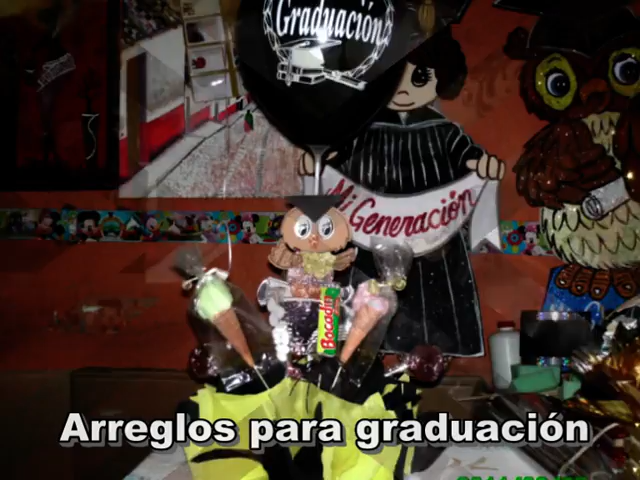 Graduación
Mi Generación
Bocadin
Arreglos para graduación